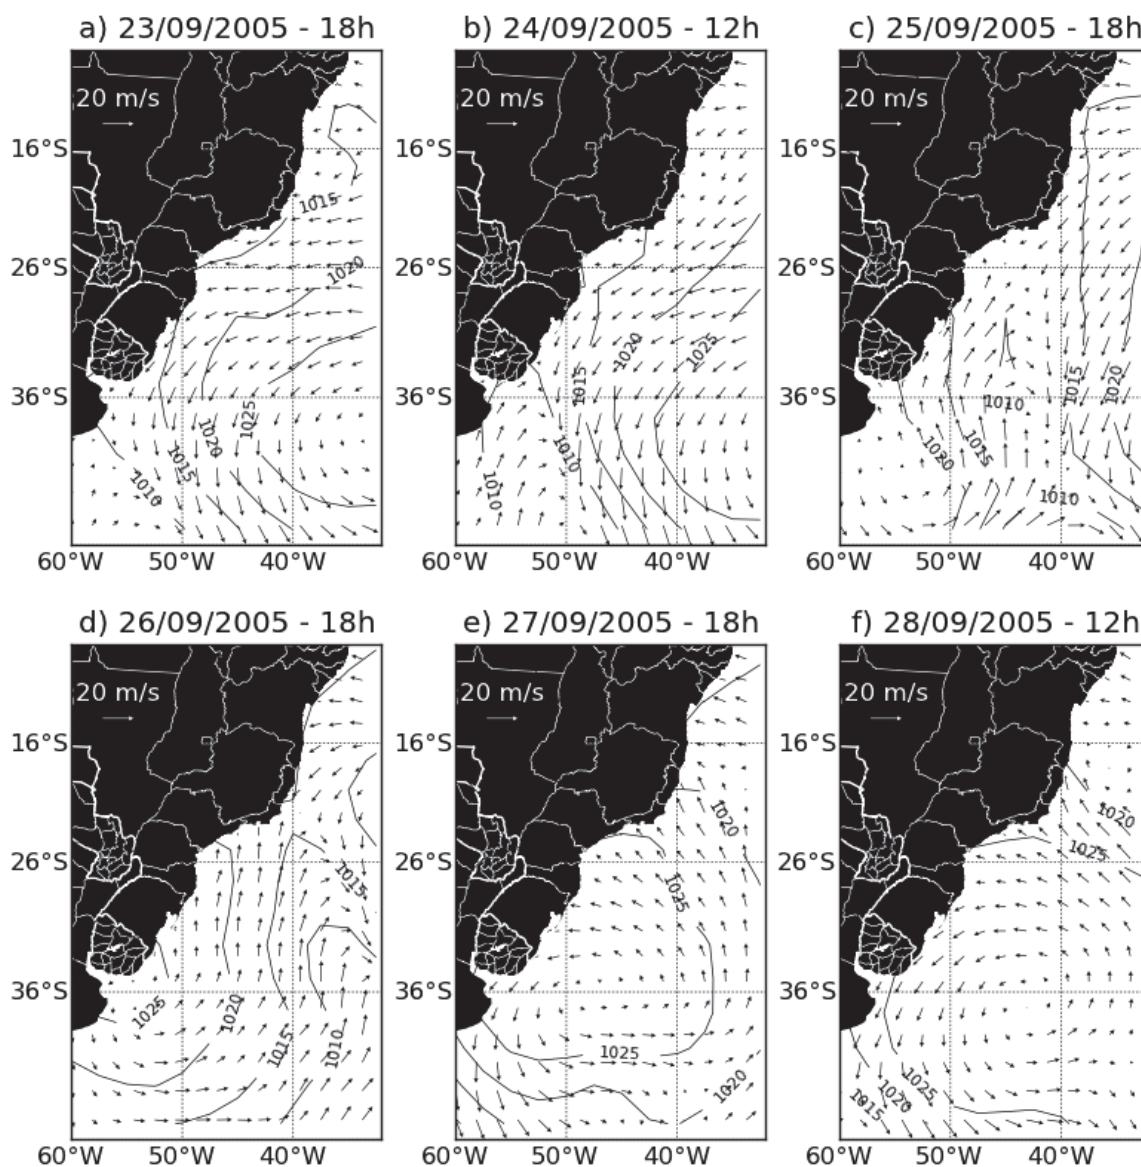 a) 23/09/2005 - 18h
b) 24/09/2005 - 12h
c) 25/09/2005 - 18h
20 m/s
20 m/s
20 m/s
16°S
16°S
16°S
26°S
26°S
26°S
36°S
36°S
36°S
1015
1020
1025
1020
1015
1010
1020
1025
1015
1010
1010
1015
1020
1010
1020
1015
1010
60°W 50°W 40°W
60°W 50°W 40°W
60°W 50°W 40°W
d) 26/09/2005 - 18h
e) 27/09/2005 - 18h
f) 28/09/2005 - 12h
20 m/s
20 m/s
20 m/s
16°S
16°S
16°S
26°S
26°S
26°S
36°S
36°S
36°S
1015
1025
1020
1015
1010
1020
1025
1025
1020
1020
1025
1025
1020
1015
60°W 50°W 40°W
60°W 50°W 40°W
60°W 50°W 40°W